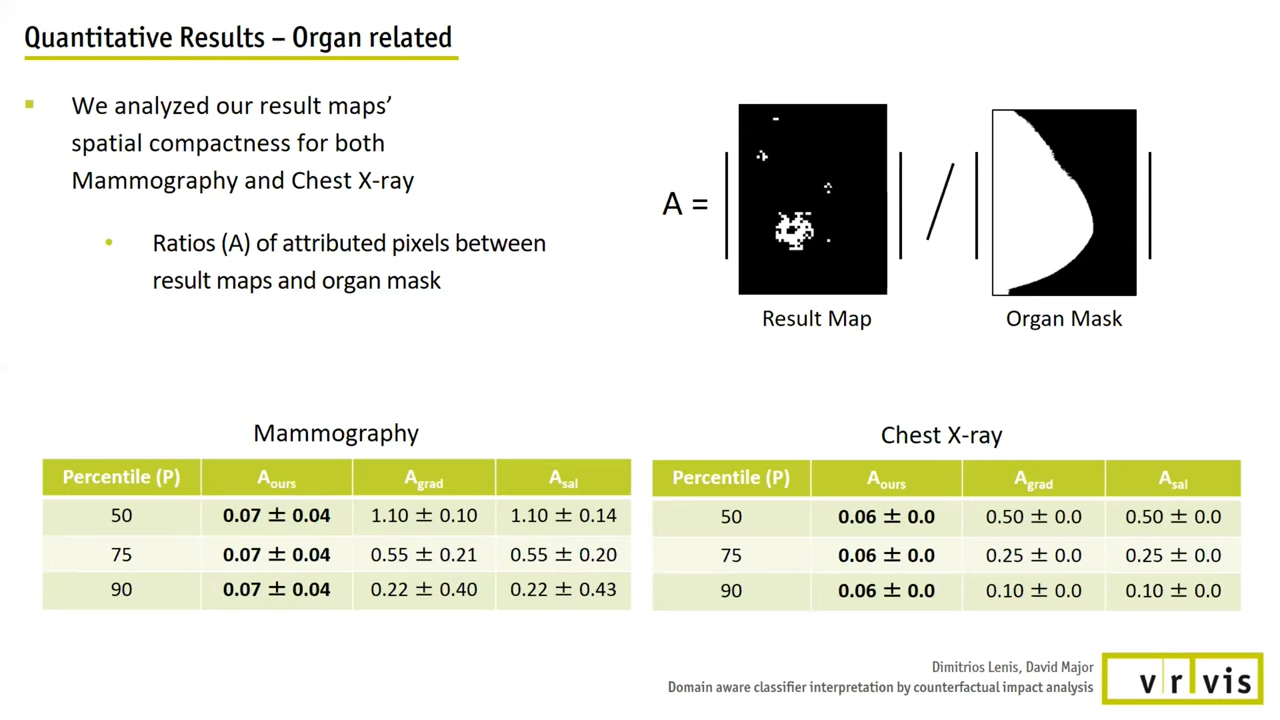 Quantitative Results – Organ related
We analyzed our result maps’
spatial compactness for both
Mammography and Chest X-ray
Ratios (A) of attributed pixels between
result maps and organ mask
A =
/
Result Map
Organ Mask
Mammography
Percentile (P) A_ours A_grad A_sal
50 0.07 ± 0.04 1.10 ± 0.10 1.10 ± 0.14
75 0.07 ± 0.04 0.55 ± 0.21 0.55 ± 0.20
90 0.07 ± 0.04 0.22 ± 0.40 0.22 ± 0.43
Chest X-ray
Percentile (P) A_ours A_grad A_sal
50 0.06 ± 0.0 0.50 ± 0.0 0.50 ± 0.0
75 0.06 ± 0.0 0.25 ± 0.0 0.25 ± 0.0
90 0.06 ± 0.0 0.10 ± 0.0 0.10 ± 0.0
Dimitrios Lenis, David Major
Domain aware classifier interpretation by counterfactual impact analysis
vrvis